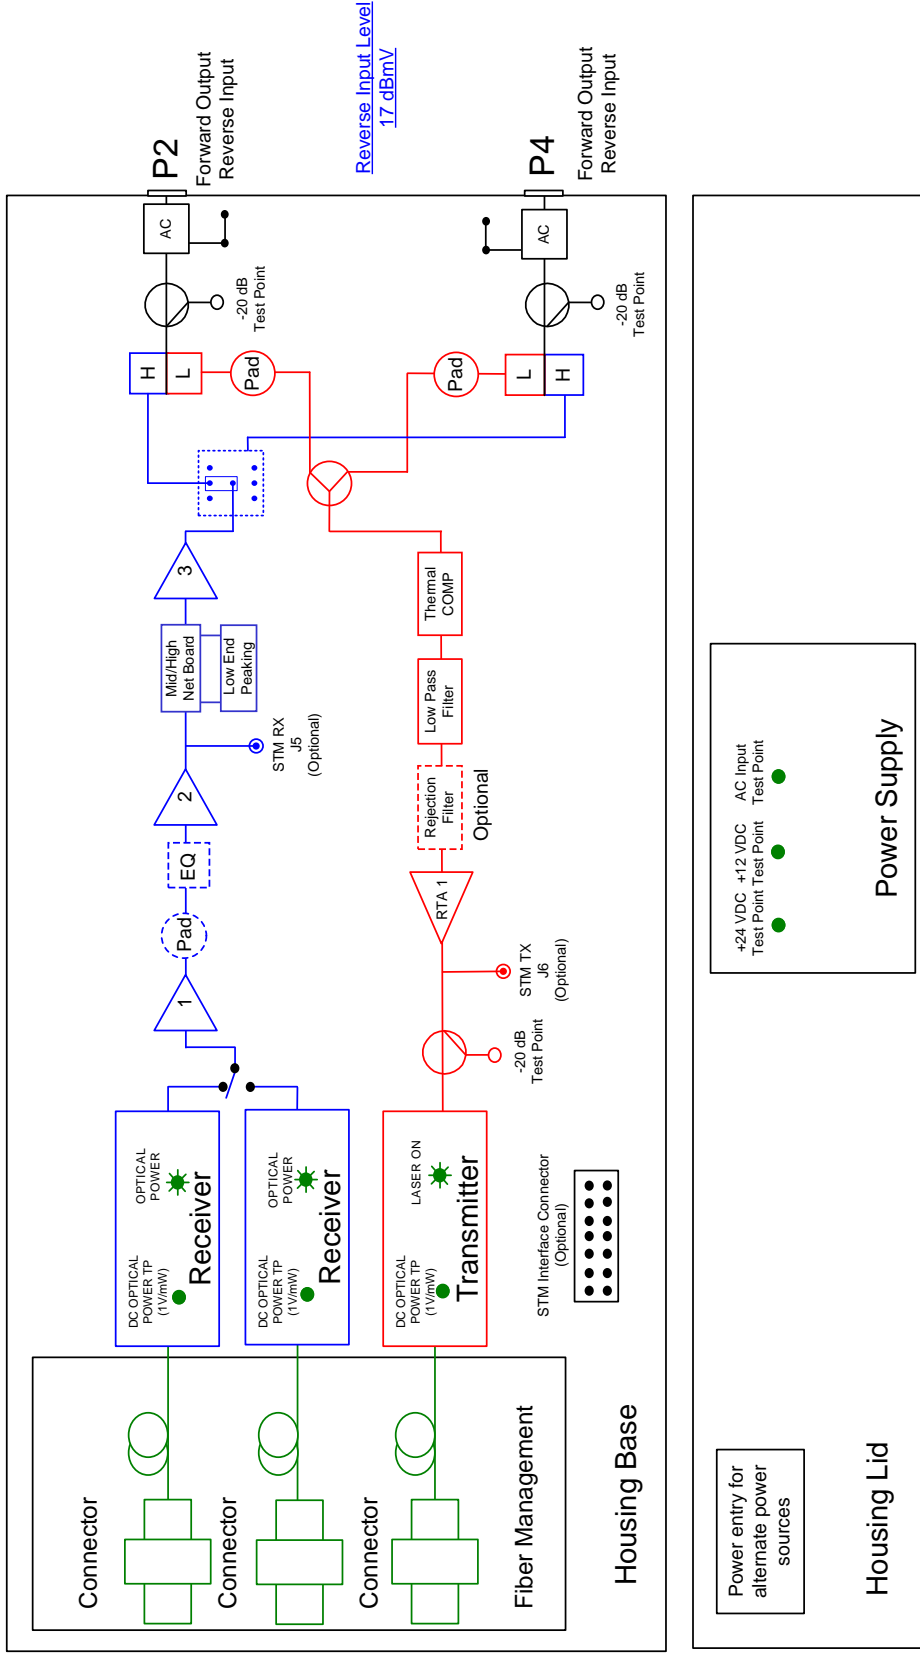 Connector
Connector
Connector
Fiber Management
Housing Base
DC OPTICAL
POWER TP
(1V/mW)
OPTICAL
POWER
Receiver
DC OPTICAL
POWER TP
(1V/mW)
OPTICAL
POWER
Receiver
DC OPTICAL
POWER TP
(1V/mW)
LASER ON
Transmitter
STM Interface Connector
(Optional)
1
Pad
EQ
2
STM RX
J5
(Optional)
Mid/High
Net Board
Low End
Peaking
3
H
L
Pad
-20 dB
Test Point
AC
P2
Forward Output
Reverse Input
Reverse Input Level
17 dBmV
-20 dB
Test Point
STM TX
J6
(Optional)
RTA 1
Rejection
Filter
Optional
Low Pass
Filter
Thermal
COMP
Pad
L
H
-20 dB
Test Point
AC
P4
Forward Output
Reverse Input
Power entry for
alternate power
sources
Housing Lid
+24 VDC
Test Point
+12 VDC
Test Point
AC Input
Test Point
Power Supply